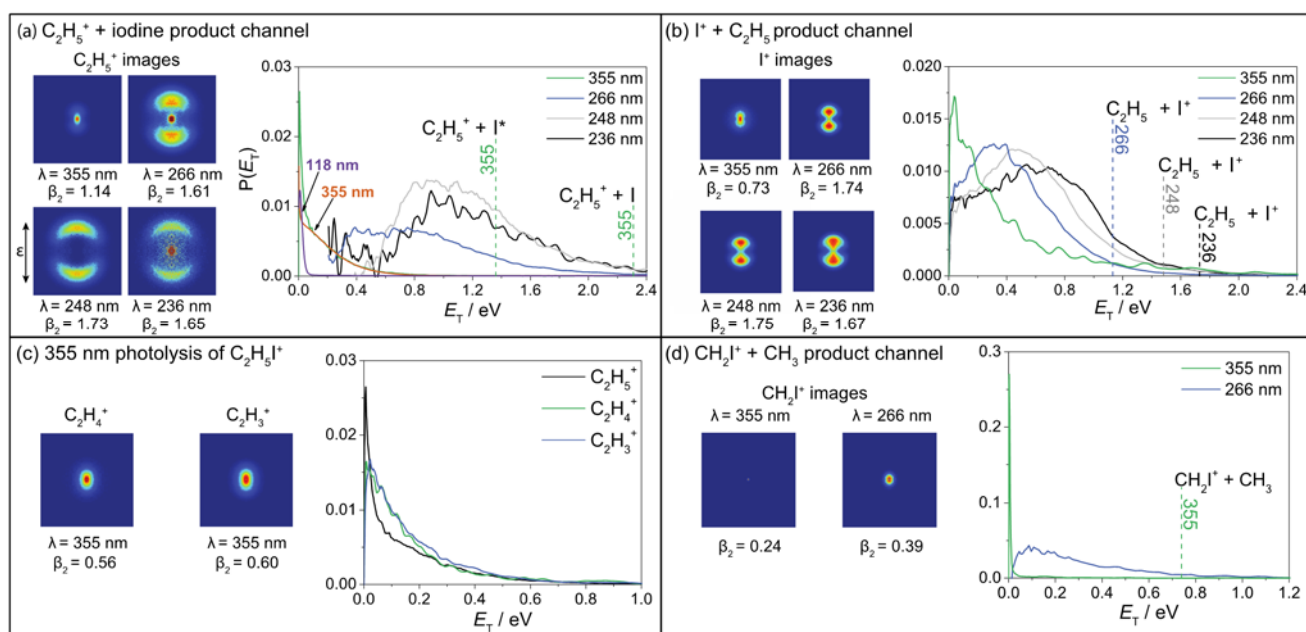 (a) C₂H₅⁺ + iodine product channel
C₂H₅⁺ images
λ = 355 nm
β₂ = 1.14
λ = 266 nm
β₂ = 1.61
ε
λ = 248 nm
β₂ = 1.73
λ = 236 nm
β₂ = 1.65
0.03
0.02
0.01
0.00
P(E_T)
355 nm
266 nm
248 nm
236 nm
118 nm
355 nm
C₂H₅⁺ + I*
355
C₂H₅⁺ + I
355
0.0 0.4 0.8 1.2 1.6 2.0 2.4
E_T / eV
(b) I⁺ + C₂H₅ product channel
I⁺ images
λ = 355 nm
β₂ = 0.73
λ = 266 nm
β₂ = 1.74
λ = 248 nm
β₂ = 1.75
λ = 236 nm
β₂ = 1.67
0.020
0.015
0.010
0.005
0.000
355 nm
266 nm
248 nm
236 nm
C₂H₅ + I⁺
266
C₂H₅ + I⁺
248
C₂H₅ + I⁺
236
0.0 0.4 0.8 1.2 1.6 2.0 2.4
E_T / eV
(c) 355 nm photolysis of C₂H₅I⁺
C₂H₄⁺
λ = 355 nm
β₂ = 0.56
C₂H₃⁺
λ = 355 nm
β₂ = 0.60
0.03
0.02
0.01
0.00
C₂H₅⁺
C₂H₄⁺
C₂H₃⁺
0.0 0.2 0.4 0.6 0.8 1.0
E_T / eV
(d) CH₂I⁺ + CH₃ product channel
CH₂I⁺ images
λ = 355 nm
β₂ = 0.24
λ = 266 nm
β₂ = 0.39
0.3
0.2
0.1
0.0
355 nm
266 nm
CH₂I⁺ + CH₃
355
0.0 0.2 0.4 0.6 0.8 1.0 1.2
E_T / eV